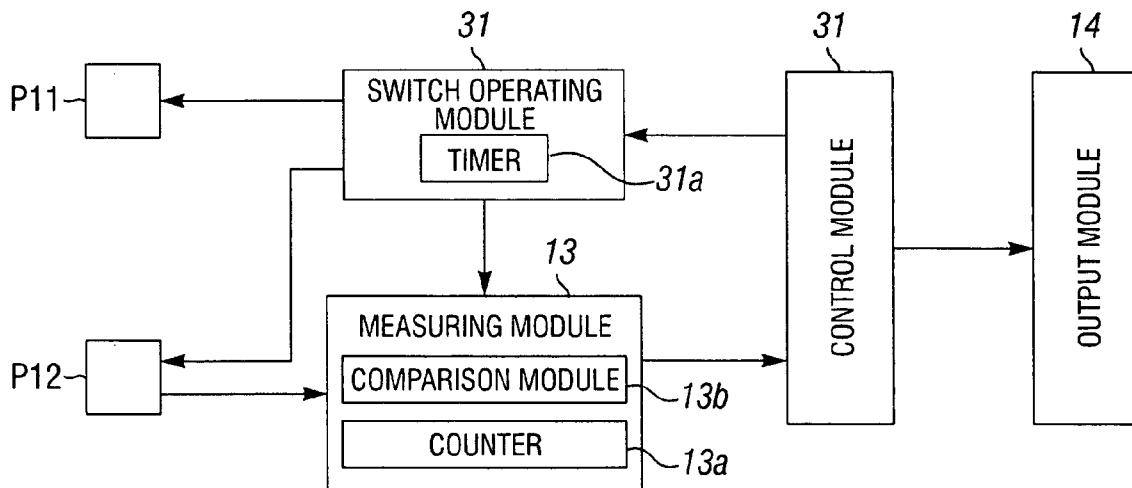 31
31
14
P11
SWITCH OPERATING
MODULE
TIMER
31a
CONTROL MODULE
OUTPUT MODULE
13
MEASURING MODULE
P12
COMPARISON MODULE
13b
COUNTER
13a